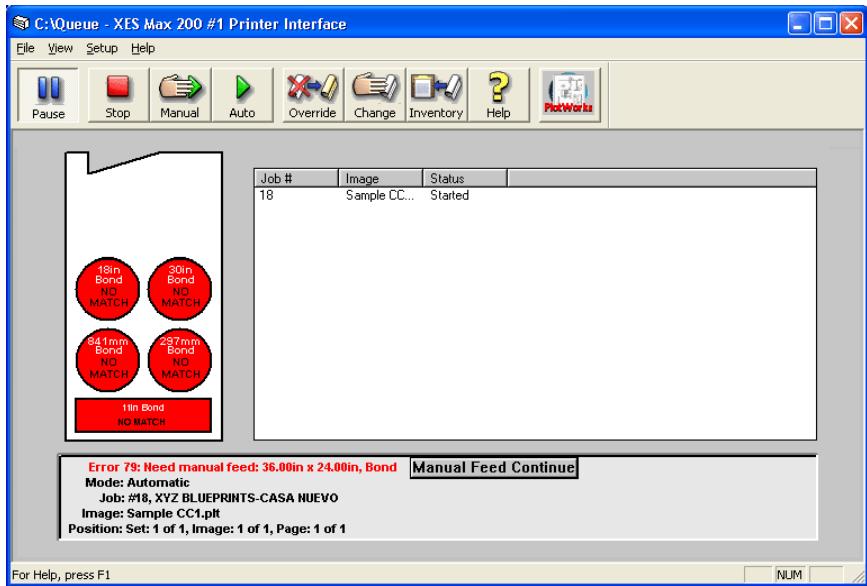 C:\Queue - XES Max 200 #1 Printer Interface
File View Setup Help
Pause Stop Manual Auto Override Change Inventory Help PlotWorks
Job # Image Status
18 Sample CC... Started
18in
Bond
NO
MATCH
30in
Bond
NO
MATCH
841mm
Bond
NO
MATCH
297mm
Bond
NO
MATCH
11in Bond
NO MATCH
Error 79: Need manual feed: 36.00in x 24.00in, Bond Manual Feed Continue
Mode: Automatic
Job: #18, XYZ BLUEPRINTS-CASA NUEVO
Image: Sample CC1.plt
Position: Set: 1 of 1, Image: 1 of 1, Page: 1 of 1
For Help, press F1 NUM